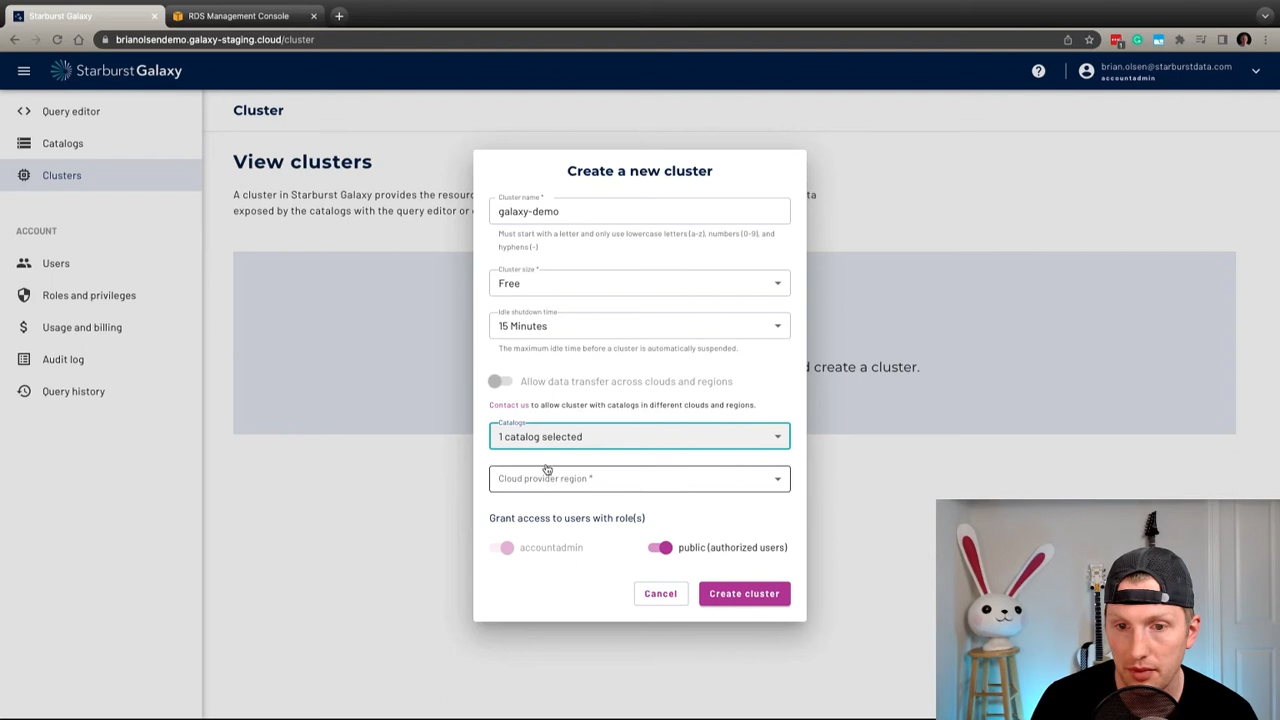 Starburst Galaxy
RDS Management Console
brianolsendemo.galaxy-staging.cloud/cluster
StarburstGalaxy
brian.olsen@starburstdata.com
accountadmin
Query editor
Catalogs
Clusters
ACCOUNT
Users
Roles and privileges
Usage and billing
Audit log
Query history
Cluster
View clusters
A cluster in Starburst Galaxy provides the resour
ta
exposed by the catalogs with the query editor or
d create a cluster.
Create a new cluster
Cluster name *
galaxy-demo
Must start with a letter and only use lowercase letters (a-z), numbers (0-9), and
hyphens (-)
Cluster size *
Free
Idle shutdown time
15 Minutes
The maximum idle time before a cluster is automatically suspended.
Allow data transfer across clouds and regions
Contact us to allow cluster with catalogs in different clouds and regions.
Catalogs
1 catalog selected
Cloud provider region *
Grant access to users with role(s)
accountadmin
public (authorized users)
Cancel
Create cluster